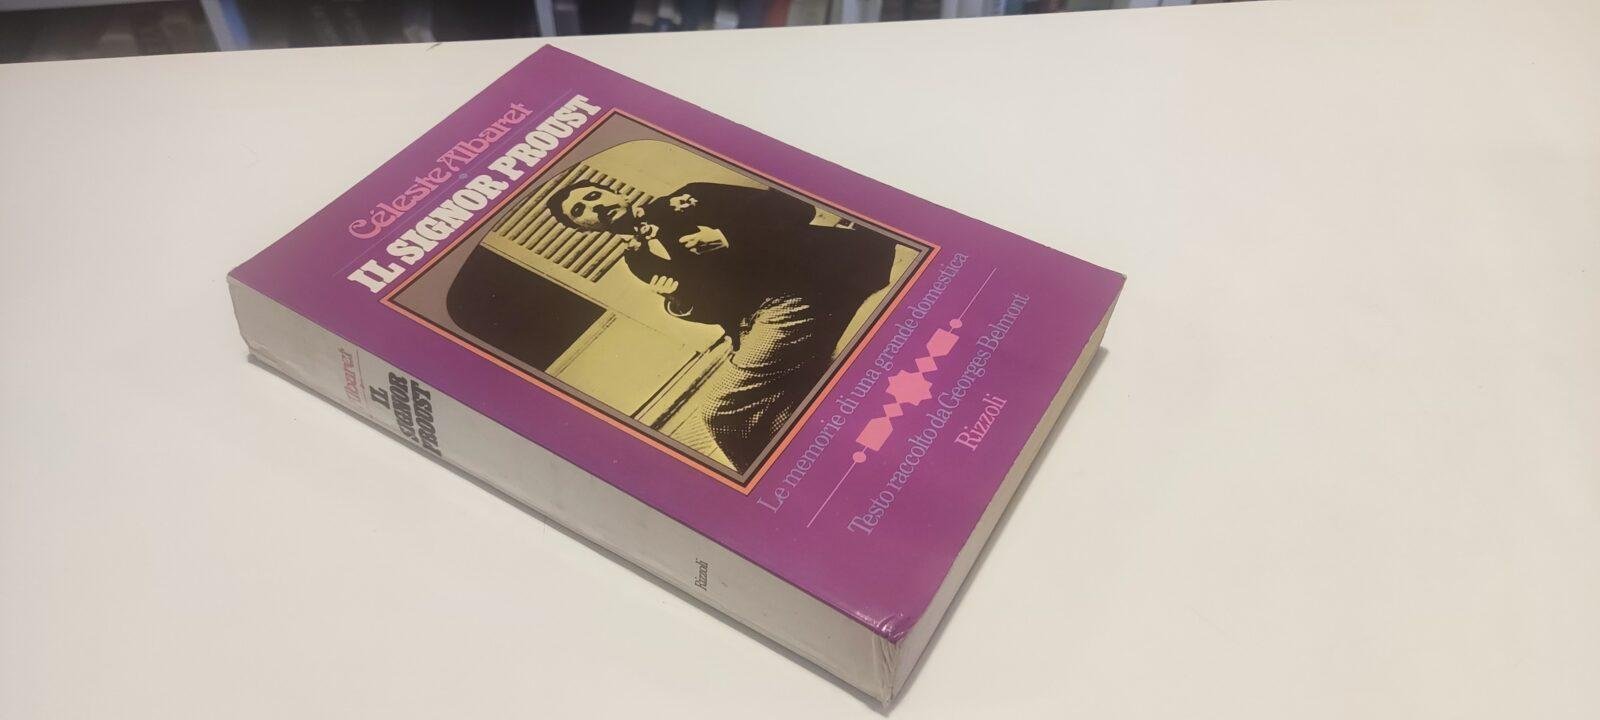 Céleste Albaret
IL SIGNOR PROUST
Le memorie di una grande domestica
Testo raccolto da Georges Belmont
Rizzoli
Albaret
IL
SIGNOR
PROUST
Rizzoli